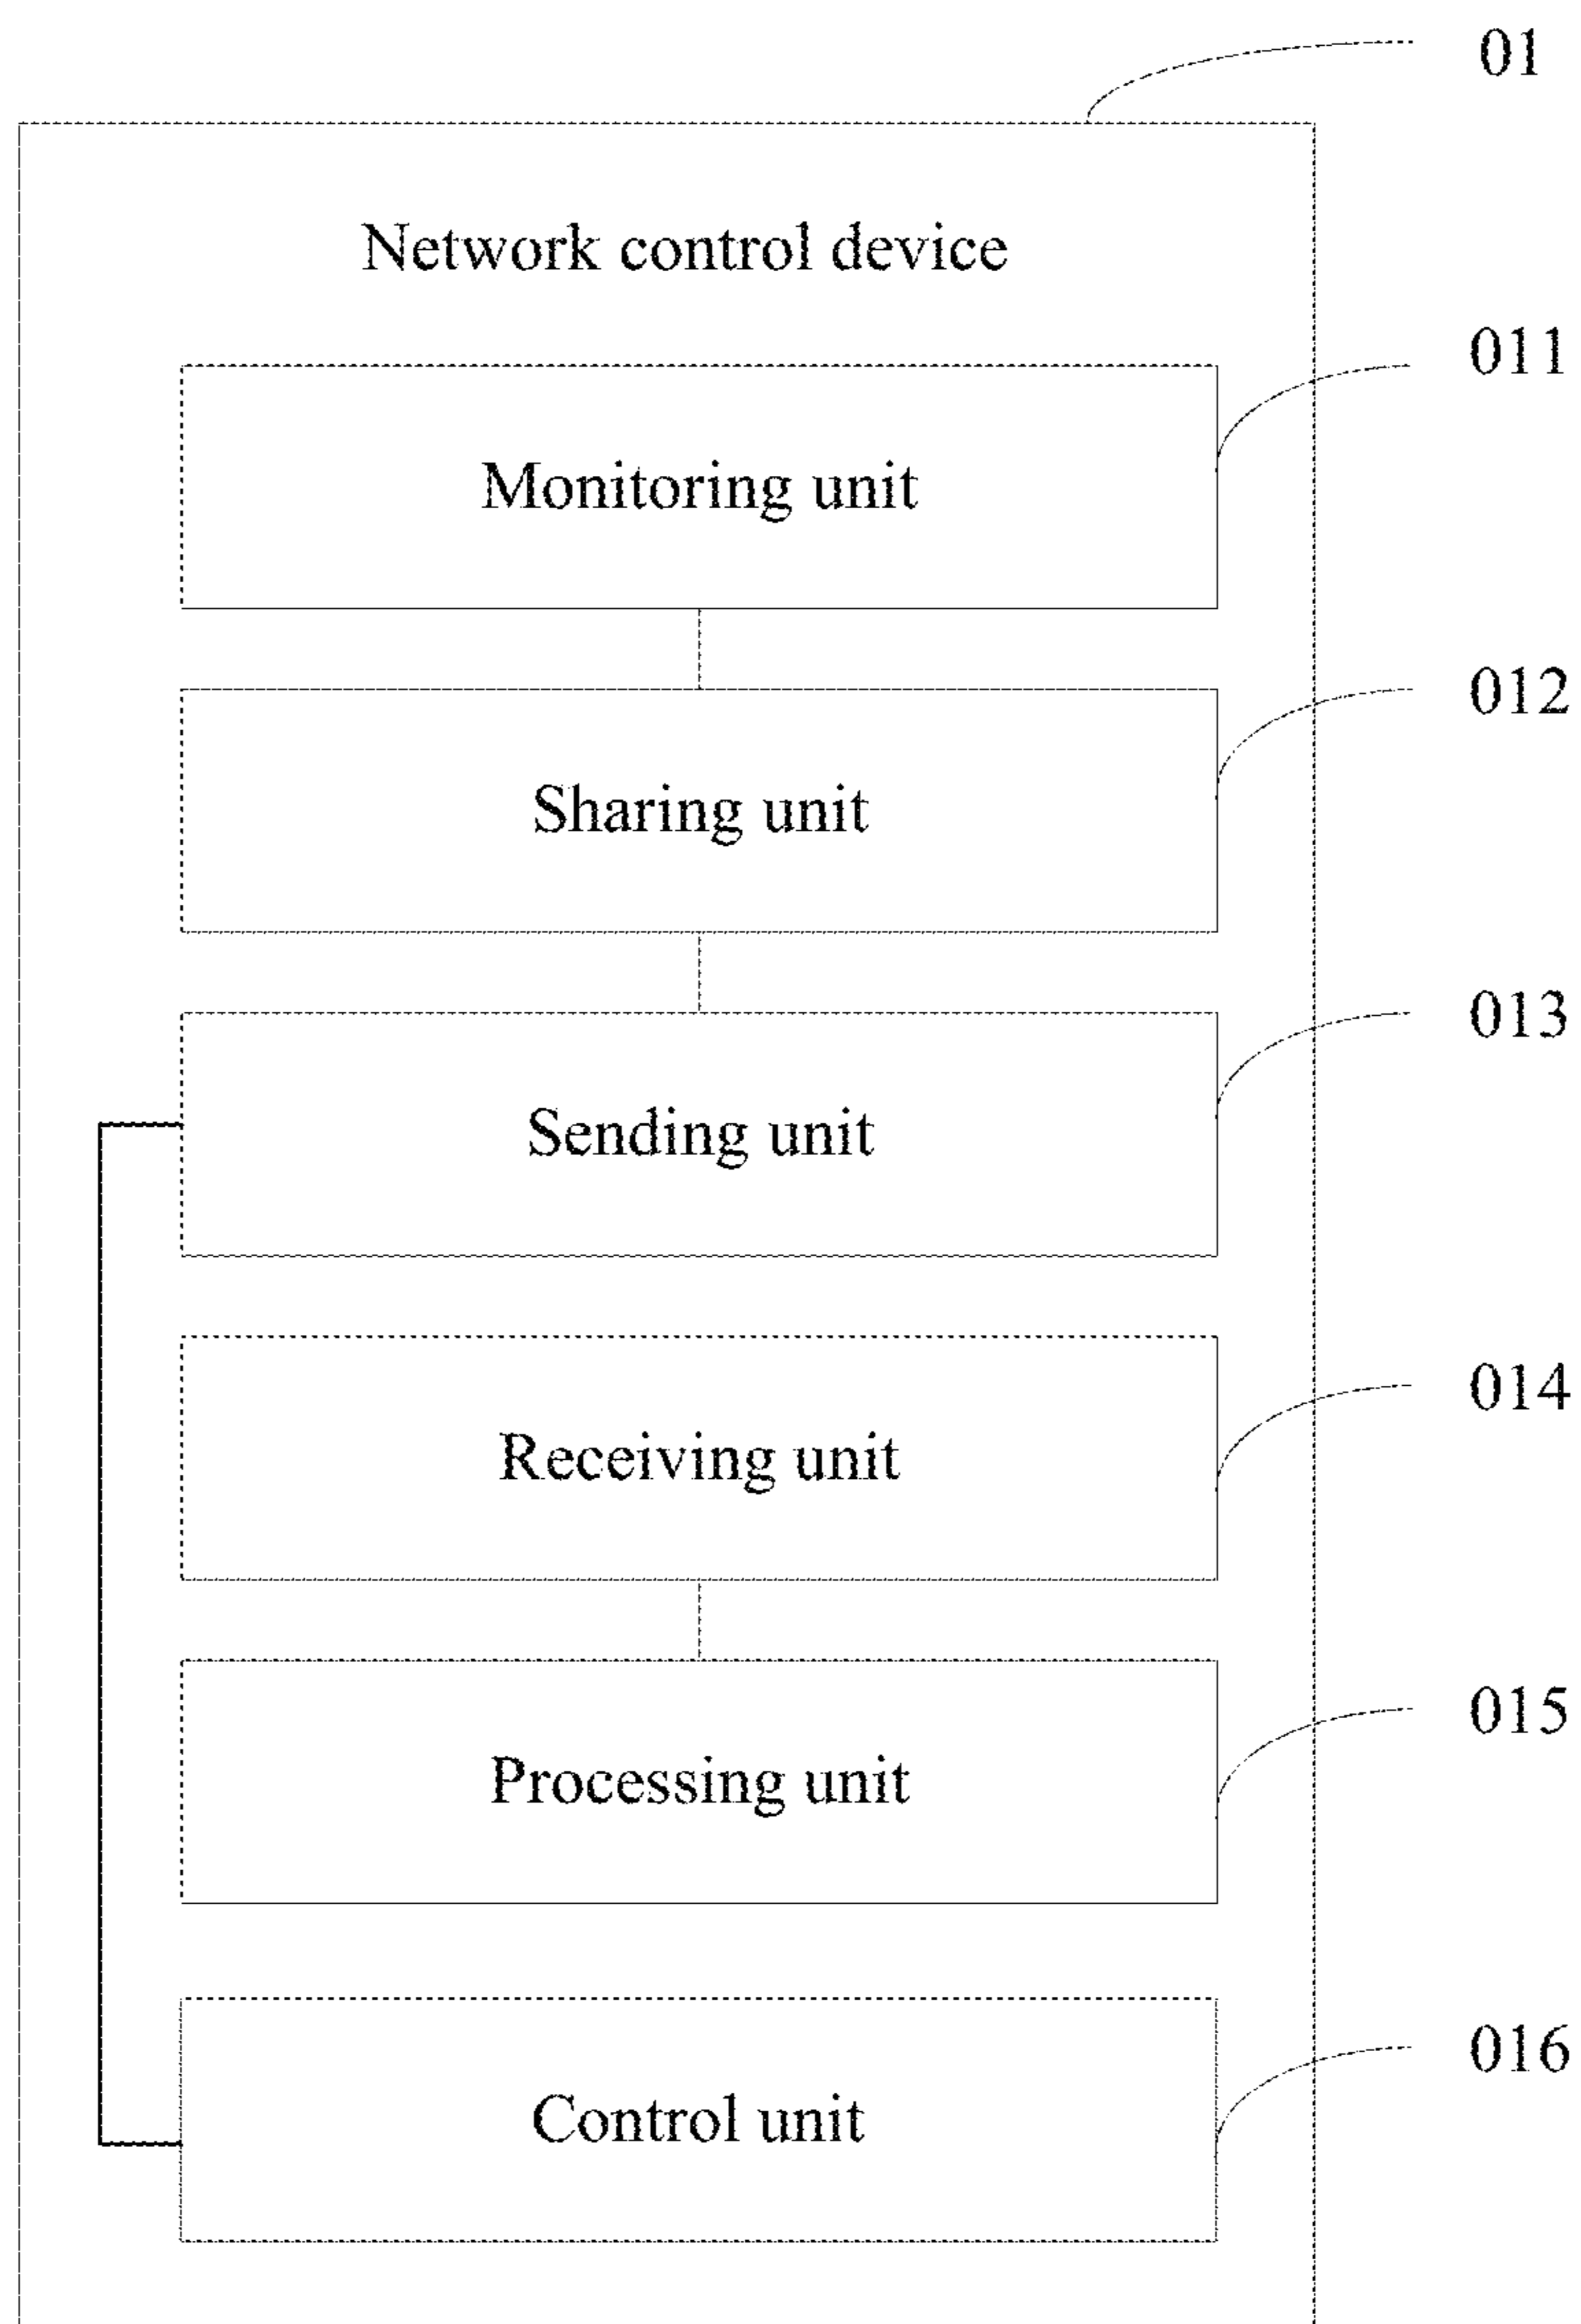 01
Network control device
011
Monitoring unit
012
Sharing unit
013
Sending unit
014
Receiving unit
015
Processing unit
016
Control unit